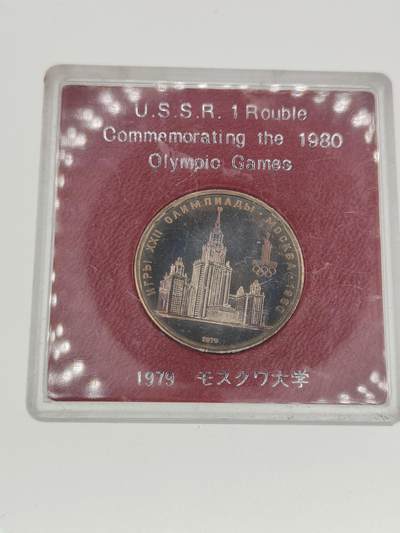 U.S.S.R. 1 Rouble
Commemorating the 1980
Olympic Games
ИГРЫ XXII ОЛИМПИАДЫ · МОСКВА · 1980
1979
1979 モスクワ大学